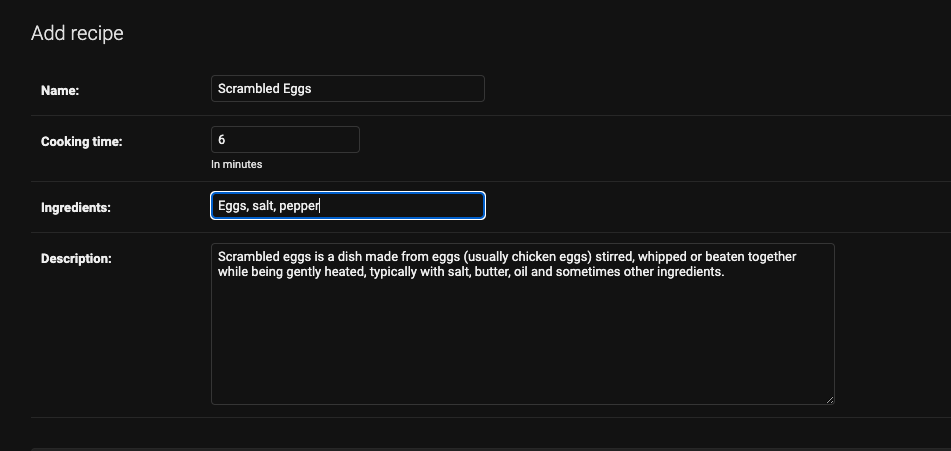 Add recipe
Name:
Scrambled Eggs
Cooking time:
6
In minutes
Ingredients:
Eggs, salt, pepper
Description:
Scrambled eggs is a dish made from eggs (usually chicken eggs) stirred, whipped or beaten together
while being gently heated, typically with salt, butter, oil and sometimes other ingredients.